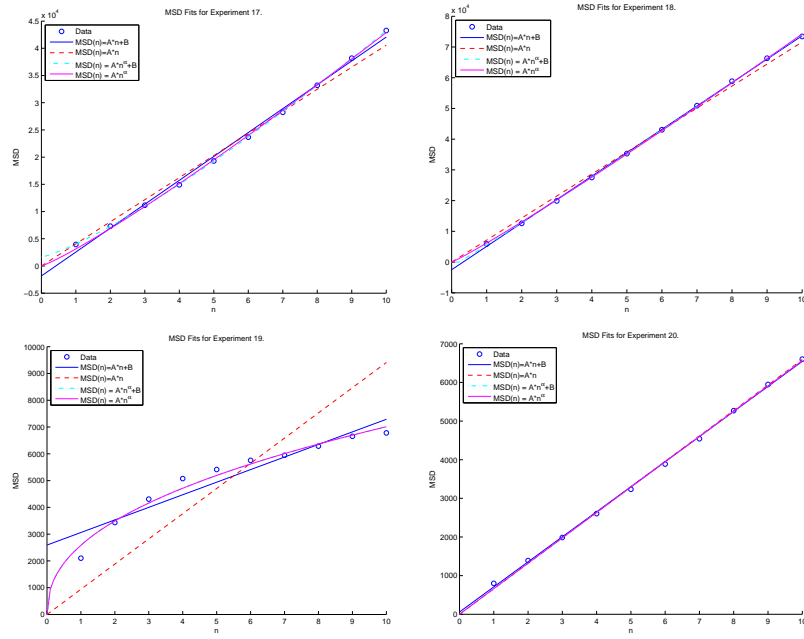 MSD Fits for Experiment 17.
x 10⁴
4.5
4
3.5
3
2.5
2
1.5
1
0.5
0
−0.5
MSD
0 1 2 3 4 5 6 7 8 9 10
n
Data
MSD(n)=A*n+B
MSD(n)=A*n
MSD(n) = A*n^α+B
MSD(n) = A*n^α
MSD Fits for Experiment 18.
x 10⁴
8
7
6
5
4
3
2
1
0
−1
MSD
0 1 2 3 4 5 6 7 8 9 10
n
Data
MSD(n)=A*n+B
MSD(n)=A*n
MSD(n) = A*n^α+B
MSD(n) = A*n^α
MSD Fits for Experiment 19.
10000
9000
8000
7000
6000
5000
4000
3000
2000
1000
0
MSD
0 1 2 3 4 5 6 7 8 9 10
n
Data
MSD(n)=A*n+B
MSD(n)=A*n
MSD(n) = A*n^α+B
MSD(n) = A*n^α
MSD Fits for Experiment 20.
7000
6000
5000
4000
3000
2000
1000
0
MSD
0 1 2 3 4 5 6 7 8 9 10
n
Data
MSD(n)=A*n+B
MSD(n)=A*n
MSD(n) = A*n^α+B
MSD(n) = A*n^α